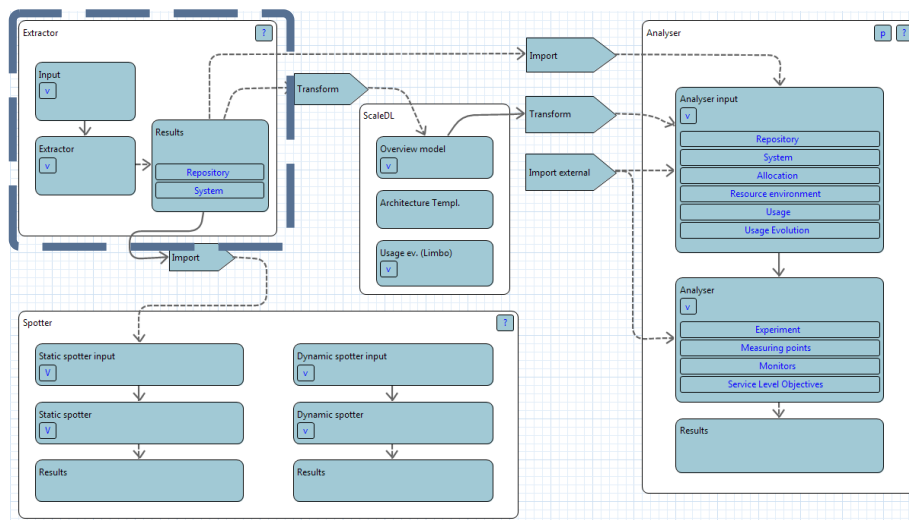 Extractor
?
Input
v
Extractor
v
Results
Repository
System
Import
Transform
ScaleDL
Overview model
v
Architecture Templ.
Usage ev. (Limbo)
v
Import
Transform
Import external
Analyser
p
?
Analyser input
v
Repository
System
Allocation
Resource environment
Usage
Usage Evolution
Analyser
v
Experiment
Measuring points
Monitors
Service Level Objectives
Results
Spotter
?
Static spotter input
V
Static spotter
V
Results
Dynamic spotter input
v
Dynamic spotter
v
Results